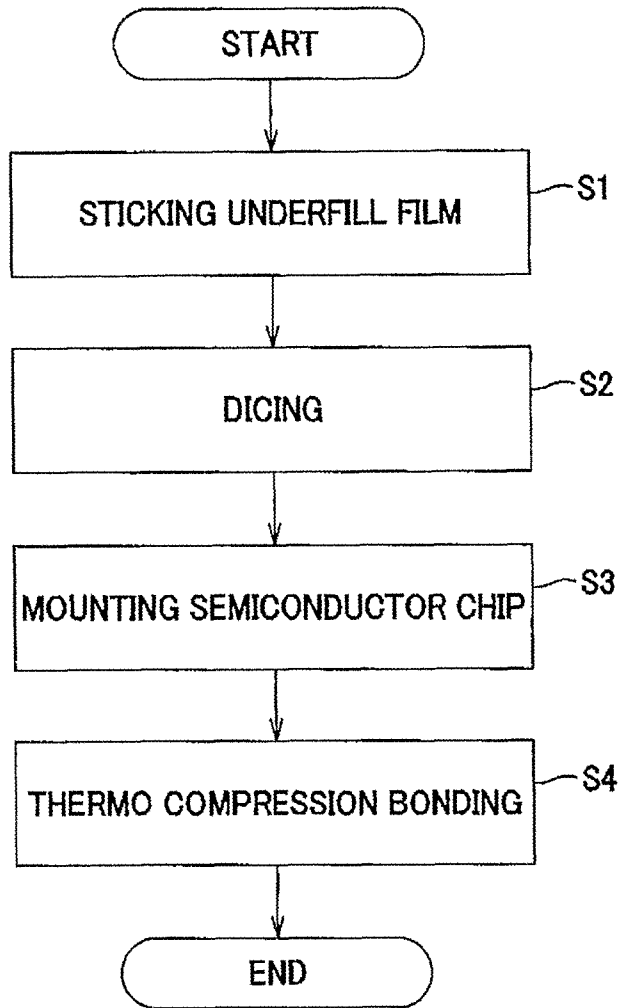 START
STICKING UNDERFILL FILM
S1
DICING
S2
MOUNTING SEMICONDUCTOR CHIP
S3
THERMO COMPRESSION BONDING
S4
END